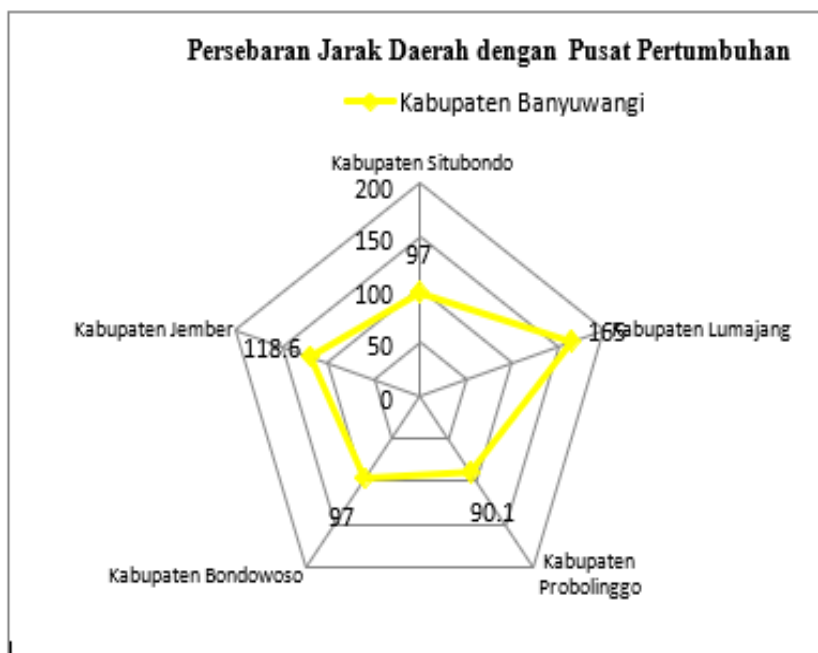 Persebaran Jarak Daerah dengan Pusat Pertumbuhan
Kabupaten Banyuwangi
Kabupaten Situbondo
200
150
97
100
50
0
Kabupaten Jember
118.6
165
Kabupaten Lumajang
97
90.1
Kabupaten Bondowoso
Kabupaten
Probolinggo